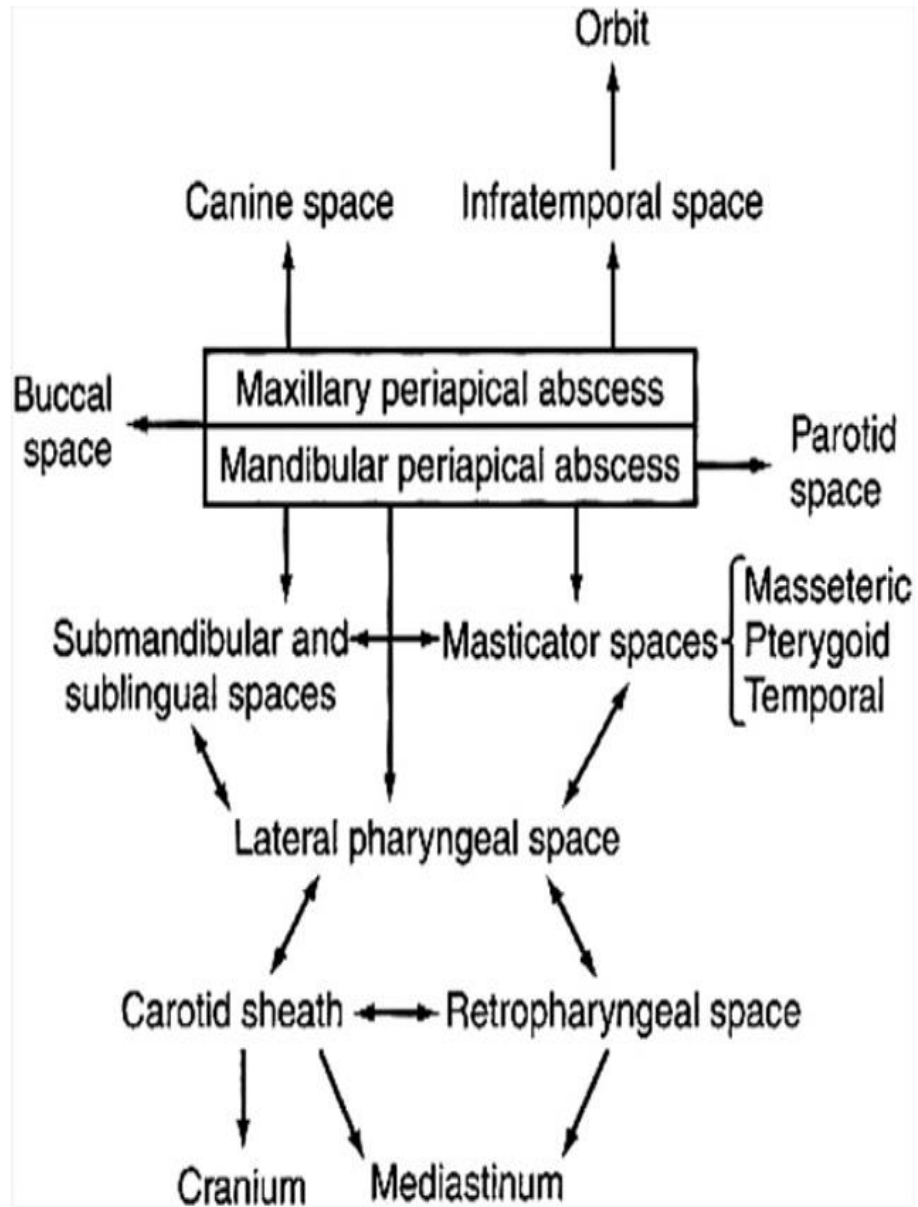 Orbit
Canine space
Infratemporal space
Maxillary periapical abscess
Buccal
space
Mandibular periapical abscess
Parotid
space
Submandibular and
sublingual spaces
Masticator spaces
Masseteric
Pterygoid
Temporal
Lateral pharyngeal space
Carotid sheath
Retropharyngeal space
Cranium
Mediastinum